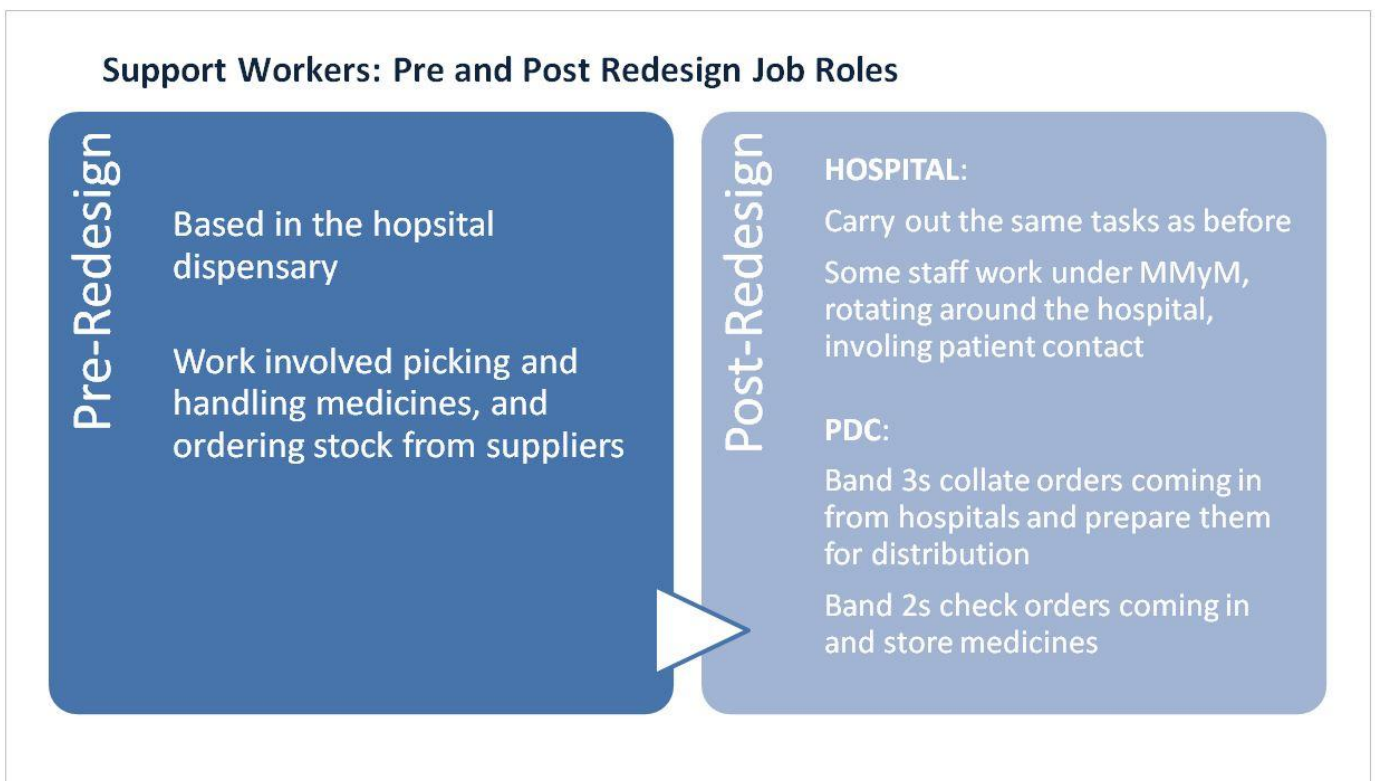 Support Workers: Pre and Post Redesign Job Roles
Pre-Redesign
Based in the hopsital
dispensary
Work involved picking and
handling medicines, and
ordering stock from suppliers
Post-Redesign
HOSPITAL:
Carry out the same tasks as before
Some staff work under MMyM,
rotating around the hospital,
involing patient contact
PDC:
Band 3s collate orders coming in
from hospitals and prepare them
for distribution
Band 2s check orders coming in
and store medicines